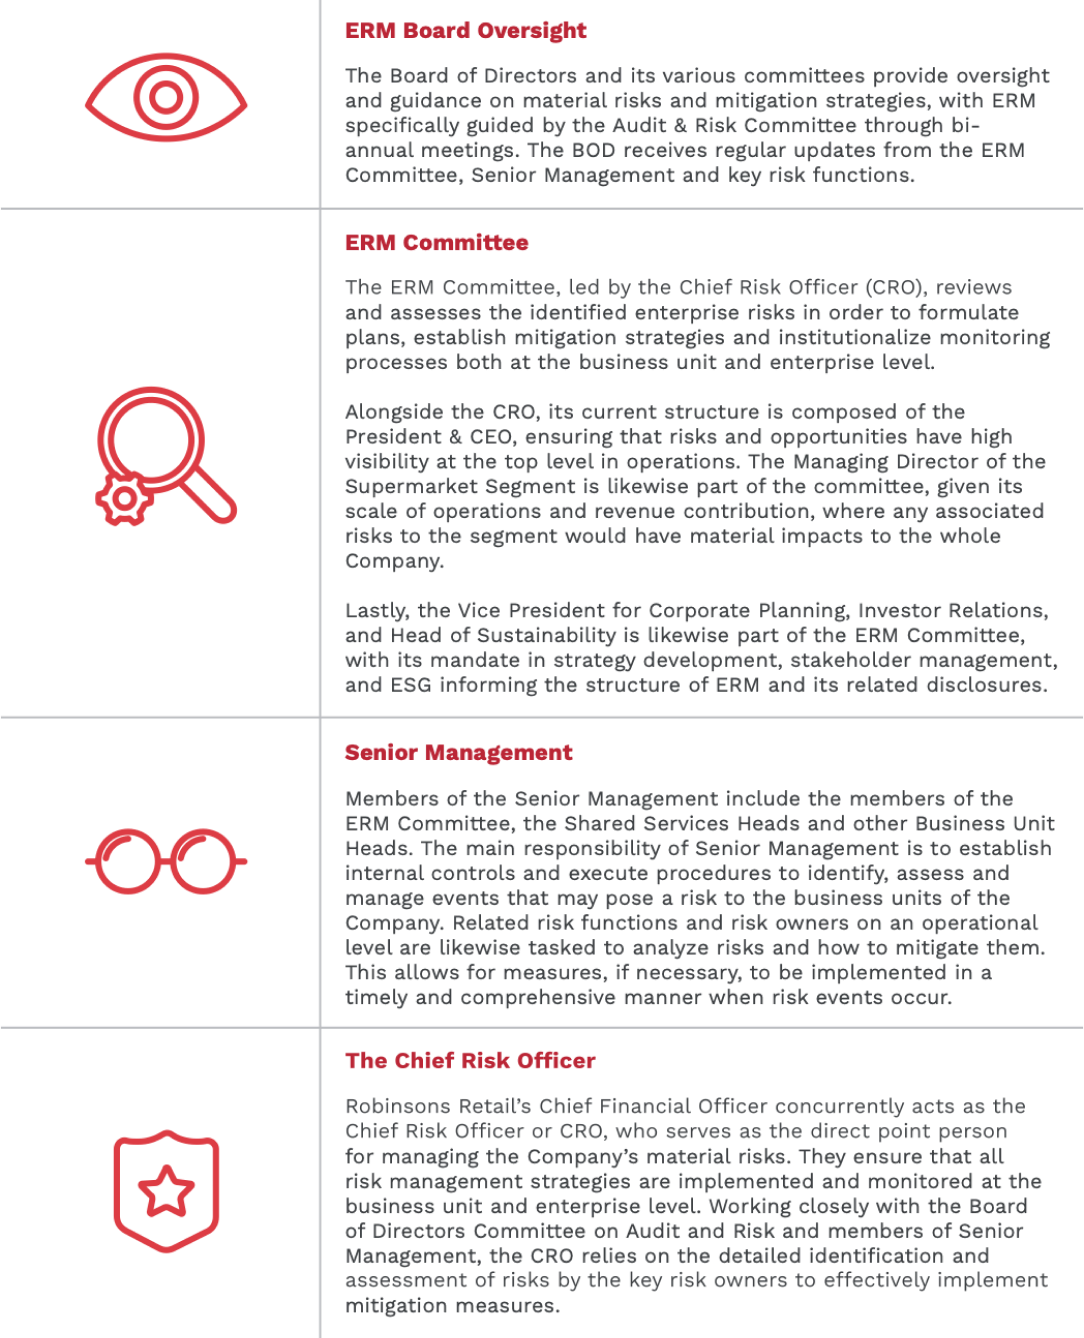 ERM Board Oversight
The Board of Directors and its various committees provide oversight
and guidance on material risks and mitigation strategies, with ERM
specifically guided by the Audit & Risk Committee through bi-
annual meetings. The BOD receives regular updates from the ERM
Committee, Senior Management and key risk functions.
ERM Committee
The ERM Committee, led by the Chief Risk Officer (CRO), reviews
and assesses the identified enterprise risks in order to formulate
plans, establish mitigation strategies and institutionalize monitoring
processes both at the business unit and enterprise level.
Alongside the CRO, its current structure is composed of the
President & CEO, ensuring that risks and opportunities have high
visibility at the top level in operations. The Managing Director of the
Supermarket Segment is likewise part of the committee, given its
scale of operations and revenue contribution, where any associated
risks to the segment would have material impacts to the whole
Company.
Lastly, the Vice President for Corporate Planning, Investor Relations,
and Head of Sustainability is likewise part of the ERM Committee,
with its mandate in strategy development, stakeholder management,
and ESG informing the structure of ERM and its related disclosures.
Senior Management
Members of the Senior Management include the members of the
ERM Committee, the Shared Services Heads and other Business Unit
Heads. The main responsibility of Senior Management is to establish
internal controls and execute procedures to identify, assess and
manage events that may pose a risk to the business units of the
Company. Related risk functions and risk owners on an operational
level are likewise tasked to analyze risks and how to mitigate them.
This allows for measures, if necessary, to be implemented in a
timely and comprehensive manner when risk events occur.
The Chief Risk Officer
Robinsons Retail's Chief Financial Officer concurrently acts as the
Chief Risk Officer or CRO, who serves as the direct point person
for managing the Company's material risks. They ensure that all
risk management strategies are implemented and monitored at the
business unit and enterprise level. Working closely with the Board
of Directors Committee on Audit and Risk and members of Senior
Management, the CRO relies on the detailed identification and
assessment of risks by the key risk owners to effectively implement
mitigation measures.